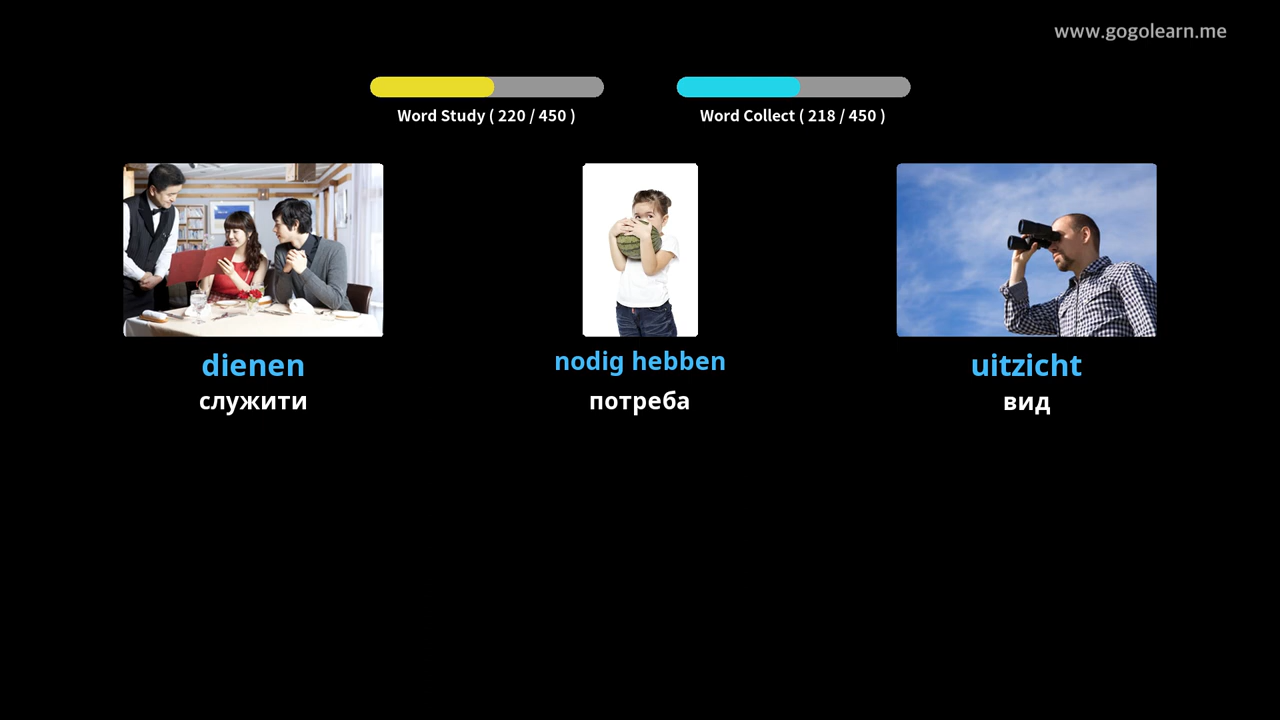 www.gogolearn.me
Word Study ( 220 / 450 )
Word Collect ( 218 / 450 )
dienen
служити
nodig hebben
потреба
uitzicht
вид